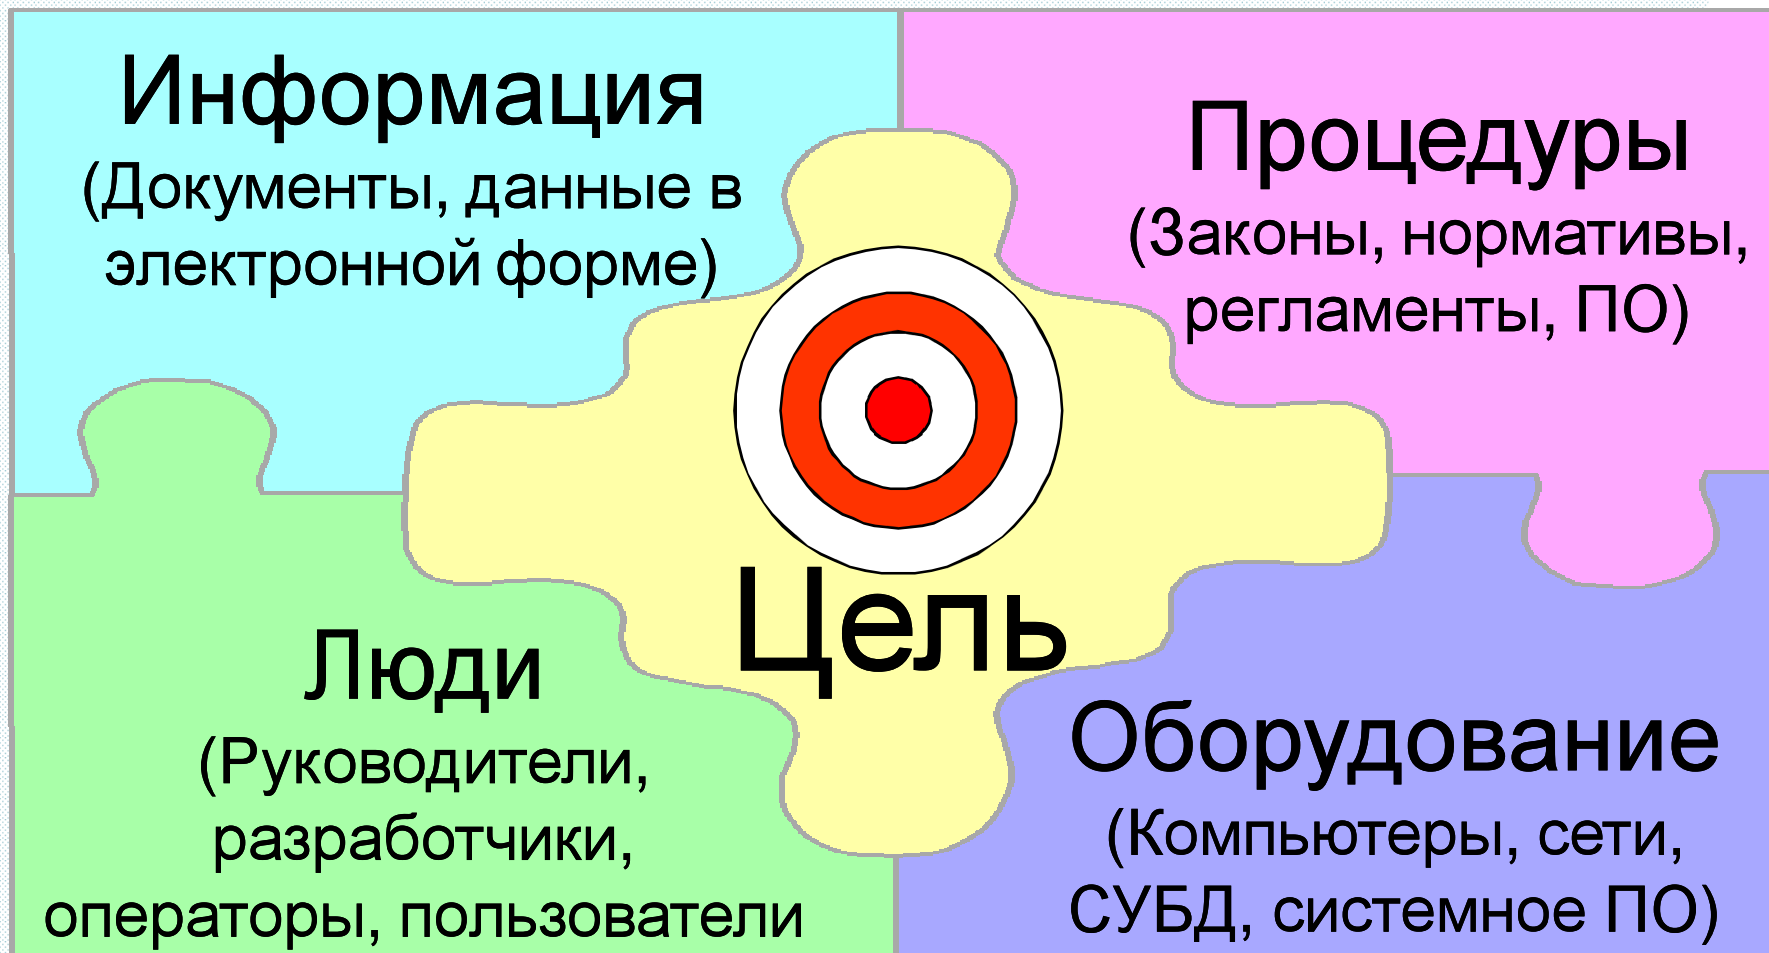 Информация
(Документы, данные в
электронной форме)
Процедуры
(Законы, нормативы,
регламенты, ПО)
Цель
Люди
(Руководители,
разработчики,
операторы, пользователи
Оборудование
(Компьютеры, сети,
СУБД, системное ПО)